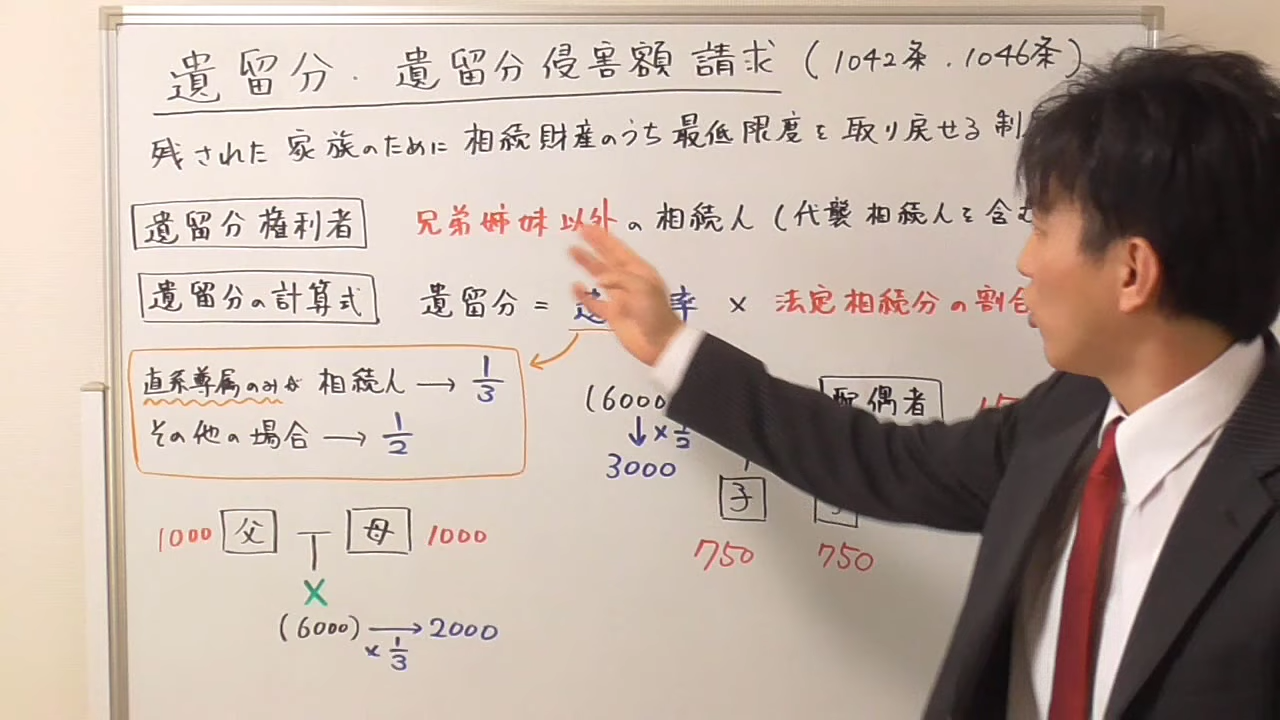 遺留分・遺留分侵害額請求 (1042条・1046条)
残された家族のために相続財産のうち最低限度を取り戻せる制
遺留分権利者 兄弟姉妹以外の相続人 (代襲相続人を含む
遺留分の計算式 遺留分 = 率 × 法定相続分の割合
直系尊属のみが相続人 → 1/3
その他の場合 → 1/2
(6000
↓ × 1/2
3000
配偶者
子
750 750
1000 父 母 1000
×
(6000) → 2000
× 1/3